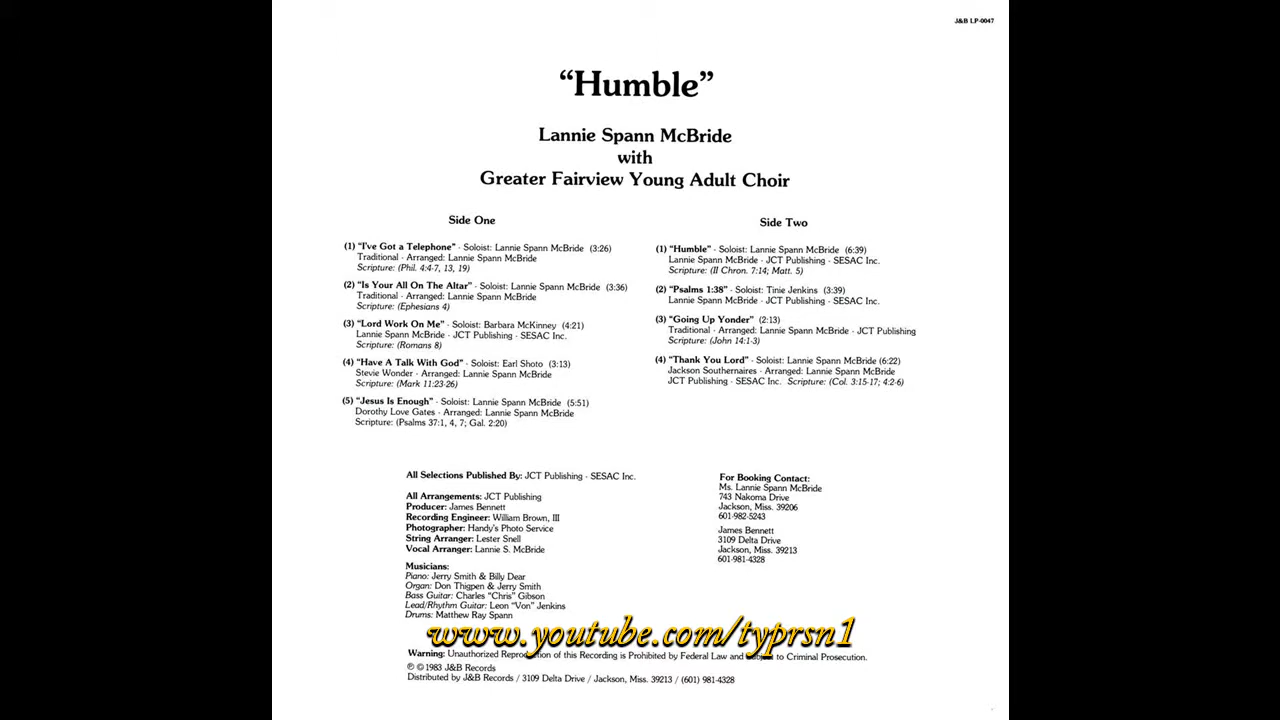 J&B LP-0047
“Humble”
Lannie Spann McBride
with
Greater Fairview Young Adult Choir
Side One
(1) “I've Got a Telephone” - Soloist: Lannie Spann McBride (3:26)
Traditional - Arranged: Lannie Spann McBride
Scripture: (Phil. 4:4-7, 13, 19)
(2) “Is Your All On The Altar” - Soloist: Lannie Spann McBride (3:36)
Traditional - Arranged: Lannie Spann McBride
Scripture: (Ephesians 4)
(3) “Lord Work On Me” - Soloist: Barbara McKinney (4:21)
Lannie Spann McBride - JCT Publishing - SESAC Inc.
Scripture: (Romans 8)
(4) “Have A Talk With God” - Soloist: Earl Shoto (3:13)
Stevie Wonder - Arranged: Lannie Spann McBride
Scripture: (Mark 11:23-26)
(5) “Jesus Is Enough” - Soloist: Lannie Spann McBride (5:51)
Dorothy Love Gates - Arranged: Lannie Spann McBride
Scripture: (Psalms 37:1, 4, 7; Gal. 2:20)
Side Two
(1) “Humble” - Soloist: Lannie Spann McBride (6:39)
Lannie Spann McBride - JCT Publishing - SESAC Inc.
Scripture: (II Chron. 7:14; Matt. 5)
(2) “Psalms 1:38” - Soloist: Tinie Jenkins (3:39)
Lannie Spann McBride - JCT Publishing - SESAC Inc.
(3) “Going Up Yonder” (2:13)
Traditional - Arranged: Lannie Spann McBride - JCT Publishing
Scripture: (John 14:1-3)
(4) “Thank You Lord” - Soloist: Lannie Spann McBride (6:22)
Jackson Southernaires - Arranged: Lannie Spann McBride
JCT Publishing - SESAC Inc. Scripture: (Col. 3:15-17; 4:2-6)
All Selections Published By: JCT Publishing - SESAC Inc.
All Arrangements: JCT Publishing
Producer: James Bennett
Recording Engineer: William Brown, III
Photographer: Handy's Photo Service
String Arranger: Lester Snell
Vocal Arranger: Lannie S. McBride
Musicians:
Piano: Jerry Smith & Billy Dear
Organ: Don Thigpen & Jerry Smith
Bass Guitar: Charles “Chris” Gibson
Lead/Rhythm Guitar: Leon “Von” Jenkins
Drums: Matthew Ray Spann
For Booking Contact:
Ms. Lannie Spann McBride
743 Nakoma Drive
Jackson, Miss. 39206
601-982-5243
James Bennett
3109 Delta Drive
Jackson, Miss. 39213
601-981-4328
www.youtube.com/typrsn1
Warning: Unauthorized Reproduction of this Recording is Prohibited by Federal Law and Subject to Criminal Prosecution.
℗ © 1983 J&B Records
Distributed by J&B Records / 3109 Delta Drive / Jackson, Miss. 39213 / (601) 981-4328